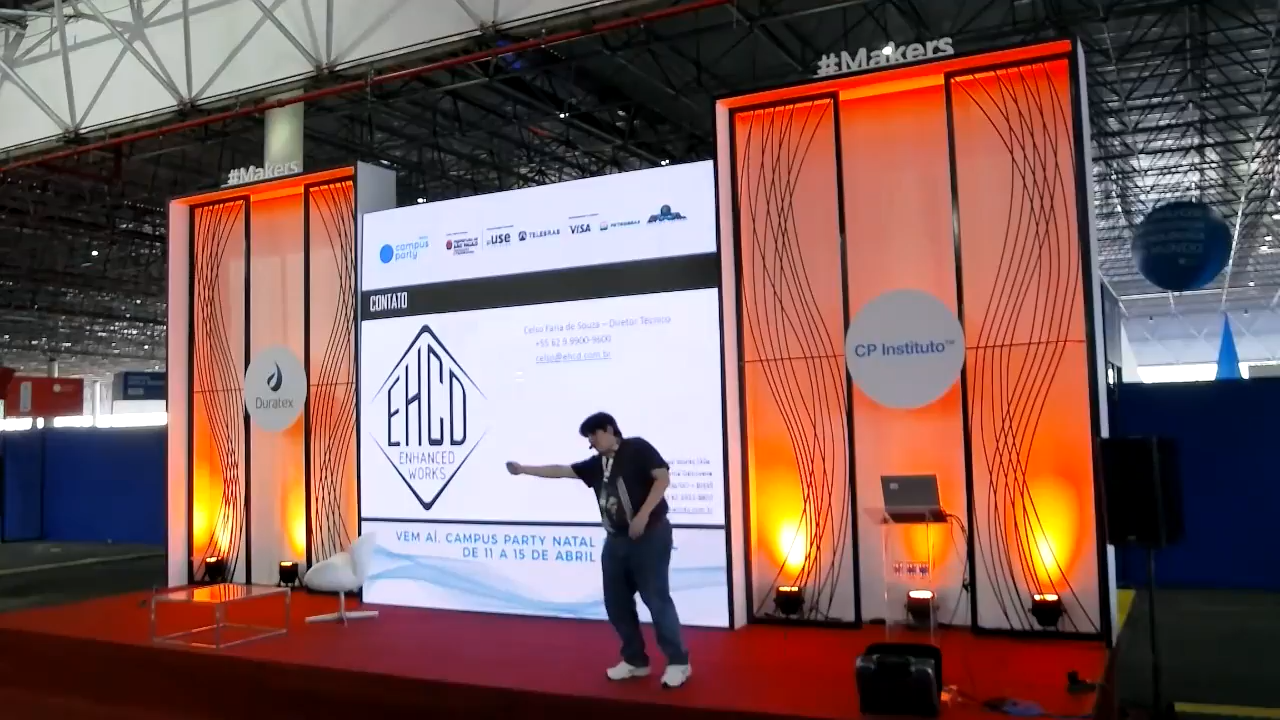 #Makers
#Makers
campus
party
USE
TELEBRAS
VISA
PETROBRAS
CONTATO
Celso Faria de Souza – Diretor Técnico
+55 62 9 9900-9600
celso@ehcd.com.br
EHCD
ENHANCED
WORKS
Duratex
CP Instituto™
VEM AÍ. CAMPUS PARTY NATAL
DE 11 A 15 DE ABRIL